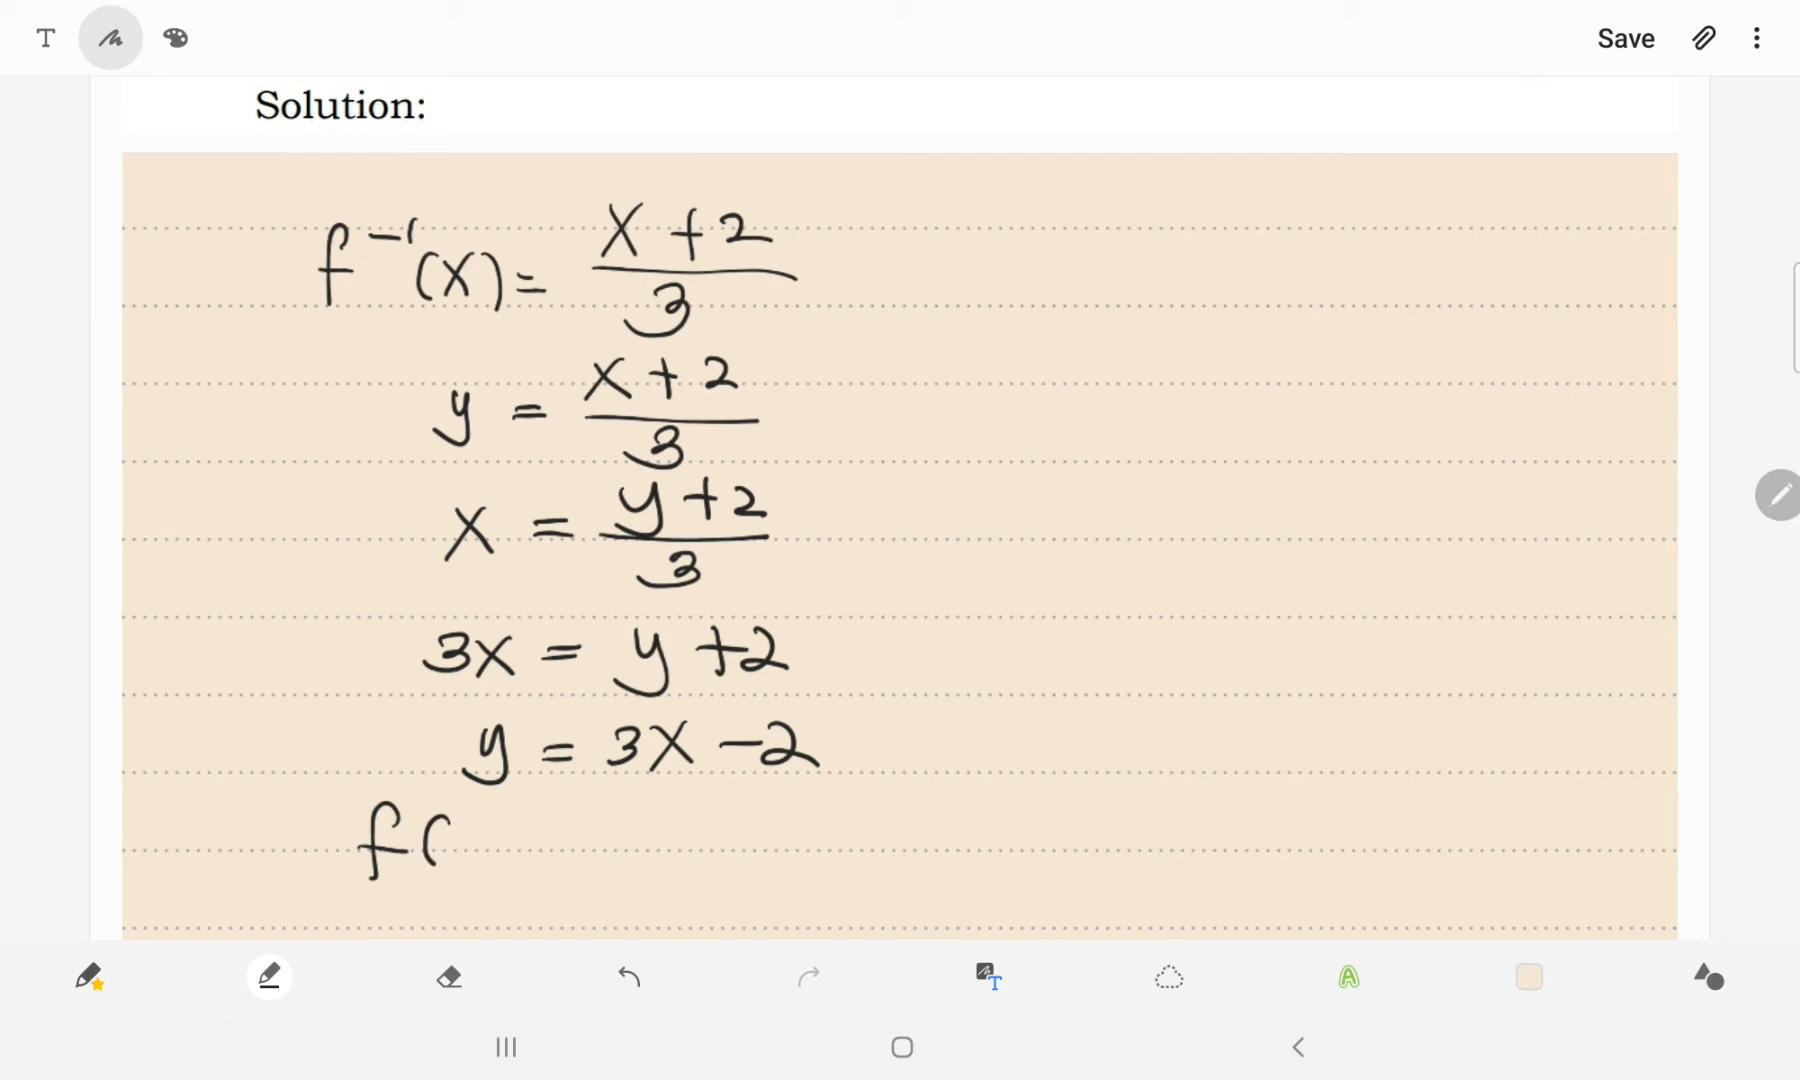 T
Save
Solution:
f⁻¹(x) = x+2/3
y = x+2/3
x = y+2/3
3x = y+2
y = 3x-2
f(